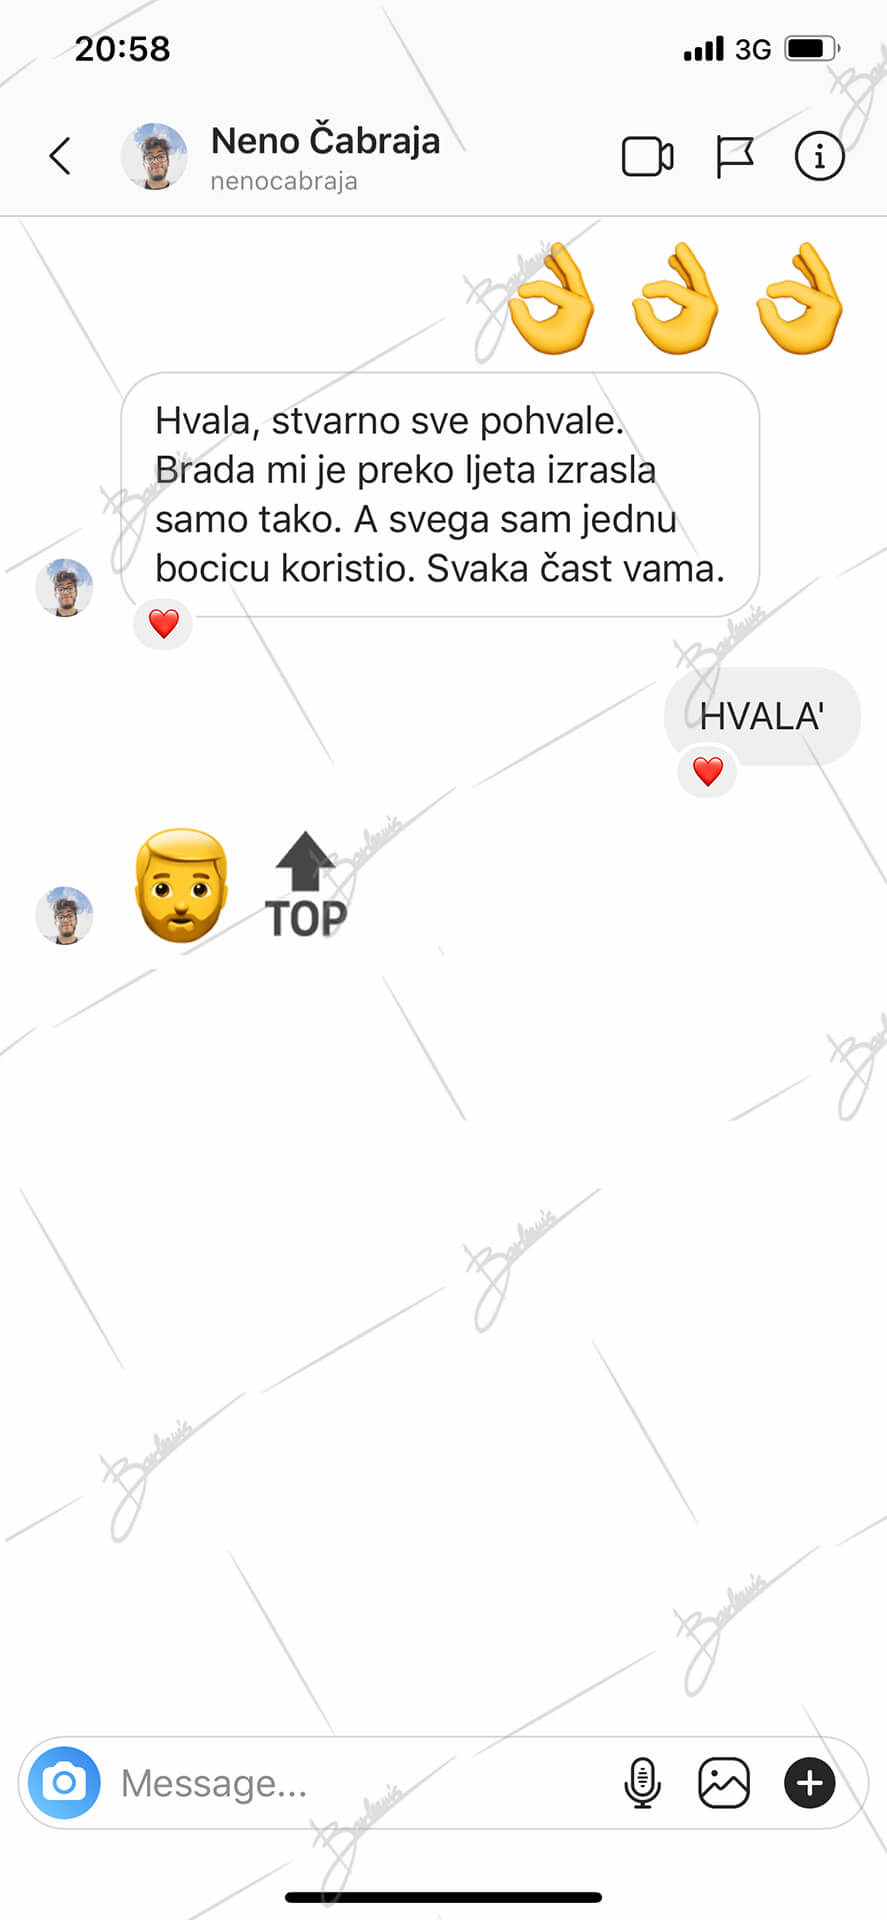 20:58
3G
Neno Čabraja
nenocabraja
Hvala, stvarno sve pohvale.
Brada mi je preko ljeta izrasla
samo tako. A svega sam jednu
bocicu koristio. Svaka čast vama.
HVALA'
TOP
Message...